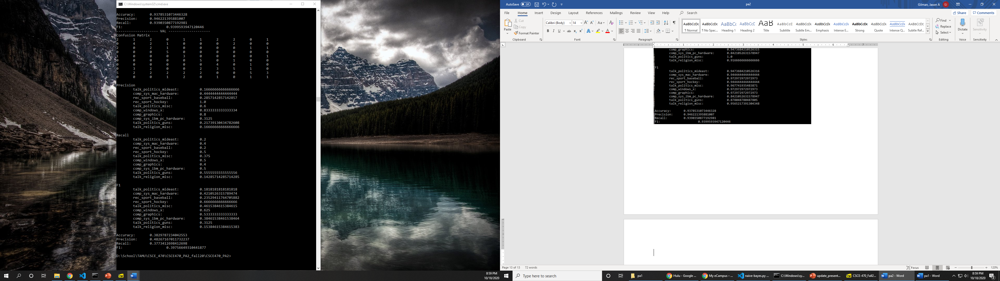 C:\Windows\system32\cmd.exe
Accuracy: 0.9378531073446328
Precision: 0.946221395881007
Recall: 0.9390350877192981
F1: 0.9399593947120446
-------------------- VAL --------------------
Confusion Matrix
2 1 2 0 1 1 2 2 0 1
0 4 2 1 0 0 0 2 0 0
2 0 2 1 0 0 0 0 1 1
0 0 0 5 0 0 0 0 0 0
1 0 0 0 3 0 0 0 0 1
0 0 0 0 0 5 0 1 0 0
0 0 0 0 0 0 4 0 1 0
0 3 2 0 0 2 3 5 1 0
5 2 2 2 2 2 0 0 5 3
0 0 0 1 2 0 1 0 1 1
Precision
talk_politics_mideast: 0.16666666666666666
comp_sys_mac_hardware: 0.4444444444444444
rec_sport_baseball: 0.2857142857142857
rec_sport_hockey: 1.0
talk_politics_misc: 0.6
comp_windows_x: 0.8333333333333334
comp_graphics: 0.8
comp_sys_ibm_pc_hardware: 0.3125
talk_politics_guns: 0.21739130434782608
talk_religion_misc: 0.16666666666666666
Recall
talk_politics_mideast: 0.2
comp_sys_mac_hardware: 0.4
rec_sport_baseball: 0.2
rec_sport_hockey: 0.5
talk_politics_misc: 0.375
comp_windows_x: 0.5
comp_graphics: 0.4
comp_sys_ibm_pc_hardware: 0.5
talk_politics_guns: 0.5555555555555556
talk_religion_misc: 0.14285714285714285
F1
talk_politics_mideast: 0.1818181818181818
comp_sys_mac_hardware: 0.4210526315789474
rec_sport_baseball: 0.23529411764705882
rec_sport_hockey: 0.6666666666666666
talk_politics_misc: 0.4615384615384615
comp_windows_x: 0.625
comp_graphics: 0.5333333333333333
comp_sys_ibm_pc_hardware: 0.38461538461538464
talk_politics_guns: 0.3125
talk_religion_misc: 0.15384615384615383
Accuracy: 0.3829787234042553
Precision: 0.48267167011732237
Recall: 0.3773412698412698
F1: 0.39756649310441877
D:\School\TAMU\CSCE_470\CSCE470_PA2_fall20\CSCE470_PA2>
8:59 PM
10/18/2020
AutoSave Off
pa2
Gilman, Jason A GJ
File Home Insert Design Layout References Mailings Review View Help Search
Share Comments
Paste
Cut
Copy
Format Painter
Calibri (Body) 14
AaBbCcDc AaBbCcDc AaBbCc AaBbCcD AaB AaBbCcD AaBbCcDc AaBbCcDc AaBbCcDc AaBbCcDc AaBbCcDc AaBbCcDc AaBbCcDc
¶ Normal ¶ No Spac... Heading 1 Heading 2 Title Subtitle Subtle Em... Emphasis Intense E... Strong Quote Intense Q... Subtle Ref...
Find
Replace
Select
Dictate
Sensitivity
Clipboard Font Paragraph Styles Editing Voice Sensitivity
1 1 2 3 4 5 6 7
comp_graphics: 0.9473684210526315
comp_sys_ibm_pc_hardware: 0.8421052631578947
talk_politics_guns: 1.0
talk_religion_misc: 0.9166666666666666
F1
talk_politics_mideast: 0.9473684210526316
comp_sys_mac_hardware: 0.9444444444444444
rec_sport_baseball: 0.972972972972973
rec_sport_hockey: 0.9444444444444444
talk_politics_misc: 0.967741935483871
comp_windows_x: 0.972972972972973
comp_graphics: 0.972972972972973
comp_sys_ibm_pc_hardware: 0.8421052631578947
talk_politics_guns: 0.878048780487805
talk_religion_misc: 0.9565217391304348
Accuracy: 0.9378531073446328
Precision: 0.946221395881007
Recall: 0.9390350877192981
F1: 0.9399593947120446
Page 13 of 13 72 words
Focus
120%
Type here to search
pa1
Hulu - Google ...
My eCampus – ...
naive-bayes.py ...
C:\Windows\sy...
update_present...
CSCE-470_Fall2...
pa2 - Word
pa1 - Word
8:59 PM
10/18/2020
2